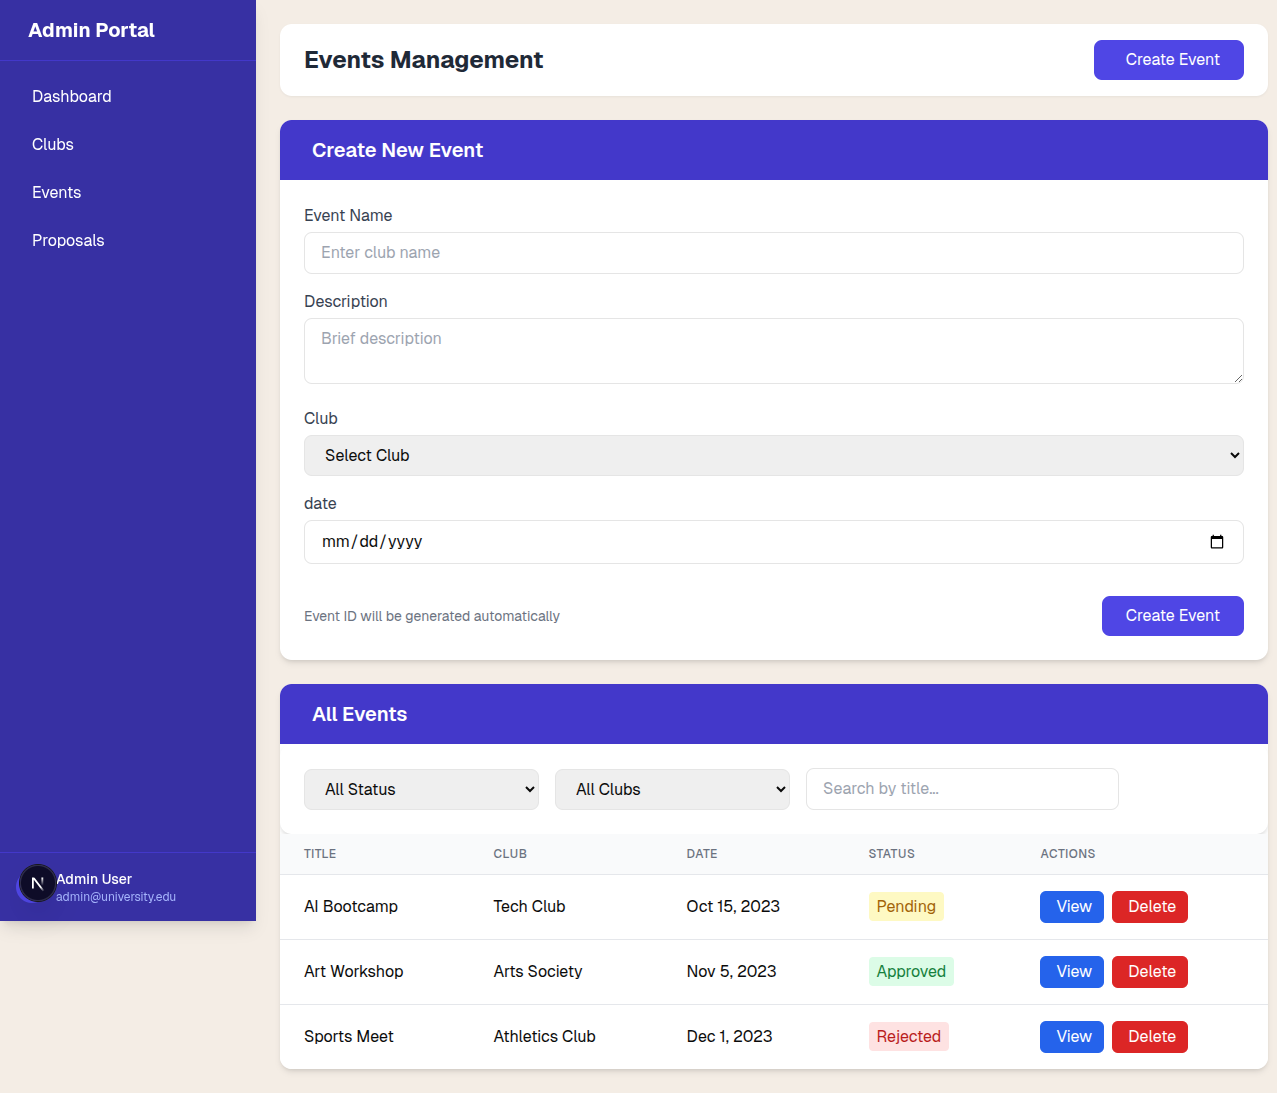 Admin Portal
Dashboard
Clubs
Events
Proposals
N
Admin User
admin@university.edu
Events Management
Create Event
Create New Event
Event Name
Enter club name
Description
Brief description
Club
Select Club
date
mm/dd/yyyy
Event ID will be generated automatically
Create Event
All Events
All Status
All Clubs
Search by title...
TITLE CLUB DATE STATUS ACTIONS
AI Bootcamp Tech Club Oct 15, 2023 Pending View Delete
Art Workshop Arts Society Nov 5, 2023 Approved View Delete
Sports Meet Athletics Club Dec 1, 2023 Rejected View Delete